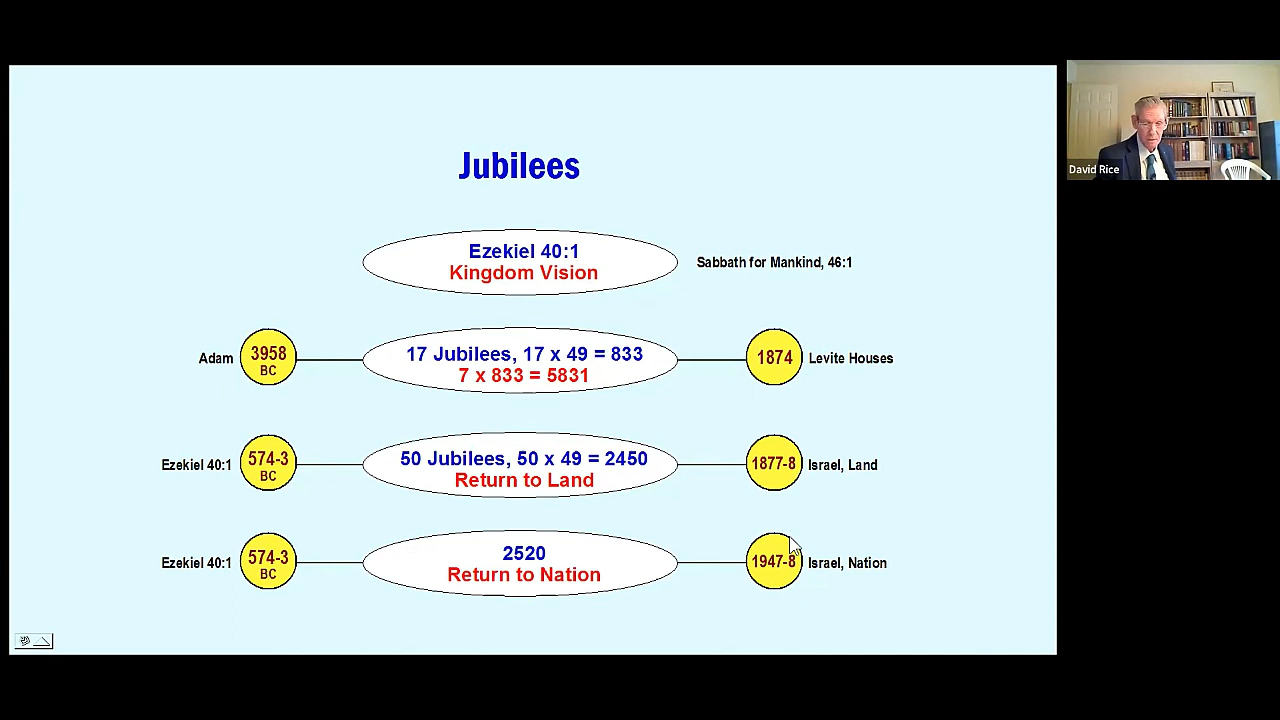 Jubilees
Ezekiel 40:1
Kingdom Vision
Sabbath for Mankind, 46:1
Adam
3958
BC
17 Jubilees, 17 x 49 = 833
7 x 833 = 5831
1874
Levite Houses
Ezekiel 40:1
574-3
BC
50 Jubilees, 50 x 49 = 2450
Return to Land
1877-8
Israel, Land
Ezekiel 40:1
574-3
BC
2520
Return to Nation
1947-8
Israel, Nation
David Rice